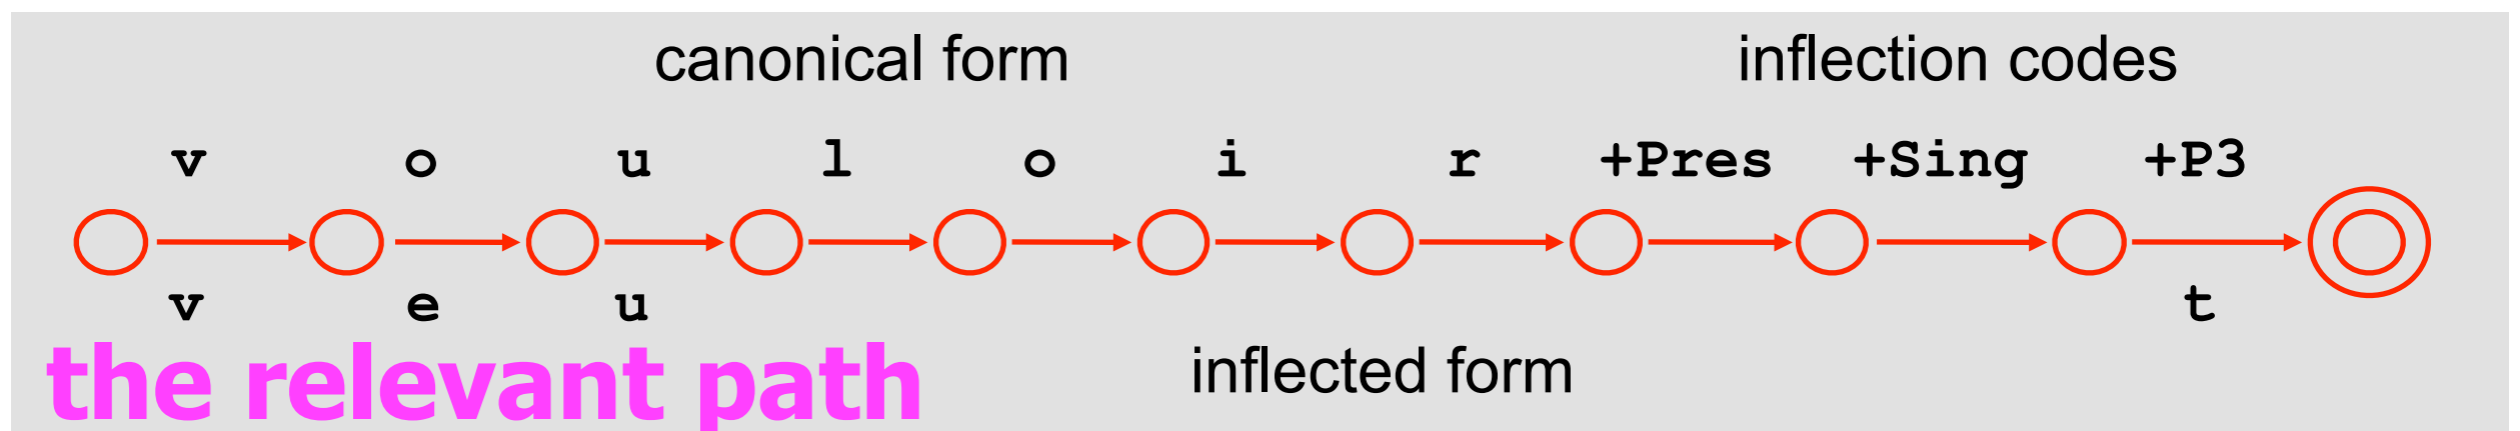 canonical form inflection codes
v o u l o i r +Pres +Sing +P3
v e u t
the relevant path inflected form